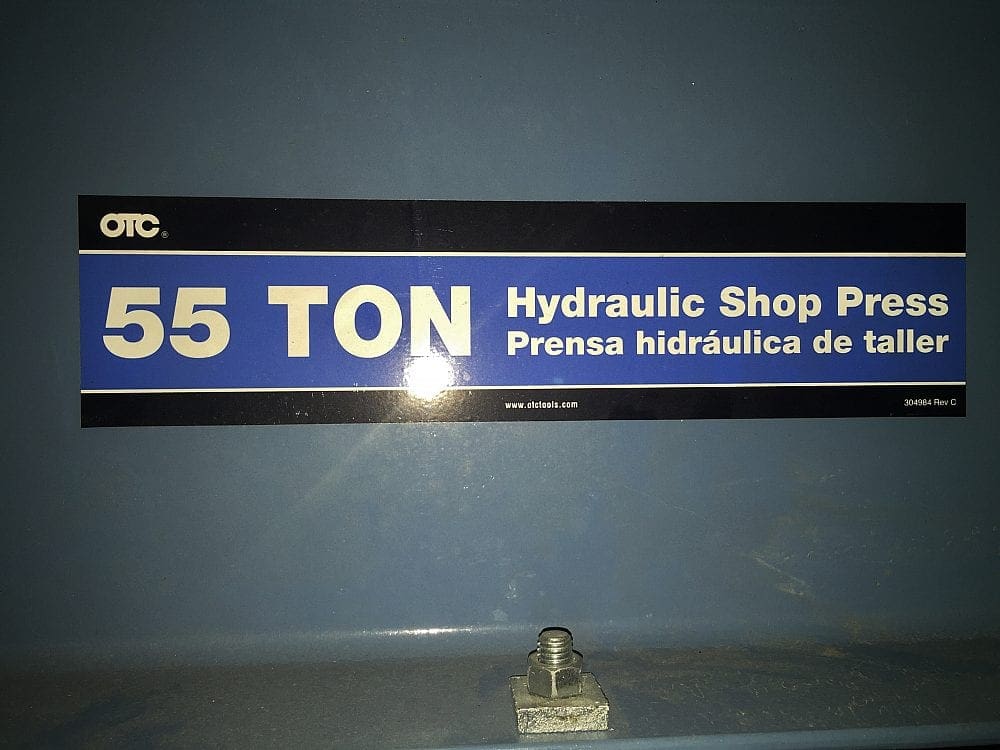 OTC®
55 TON
Hydraulic Shop Press
Prensa hidráulica de taller
www.otctools.com
304984 Rev C